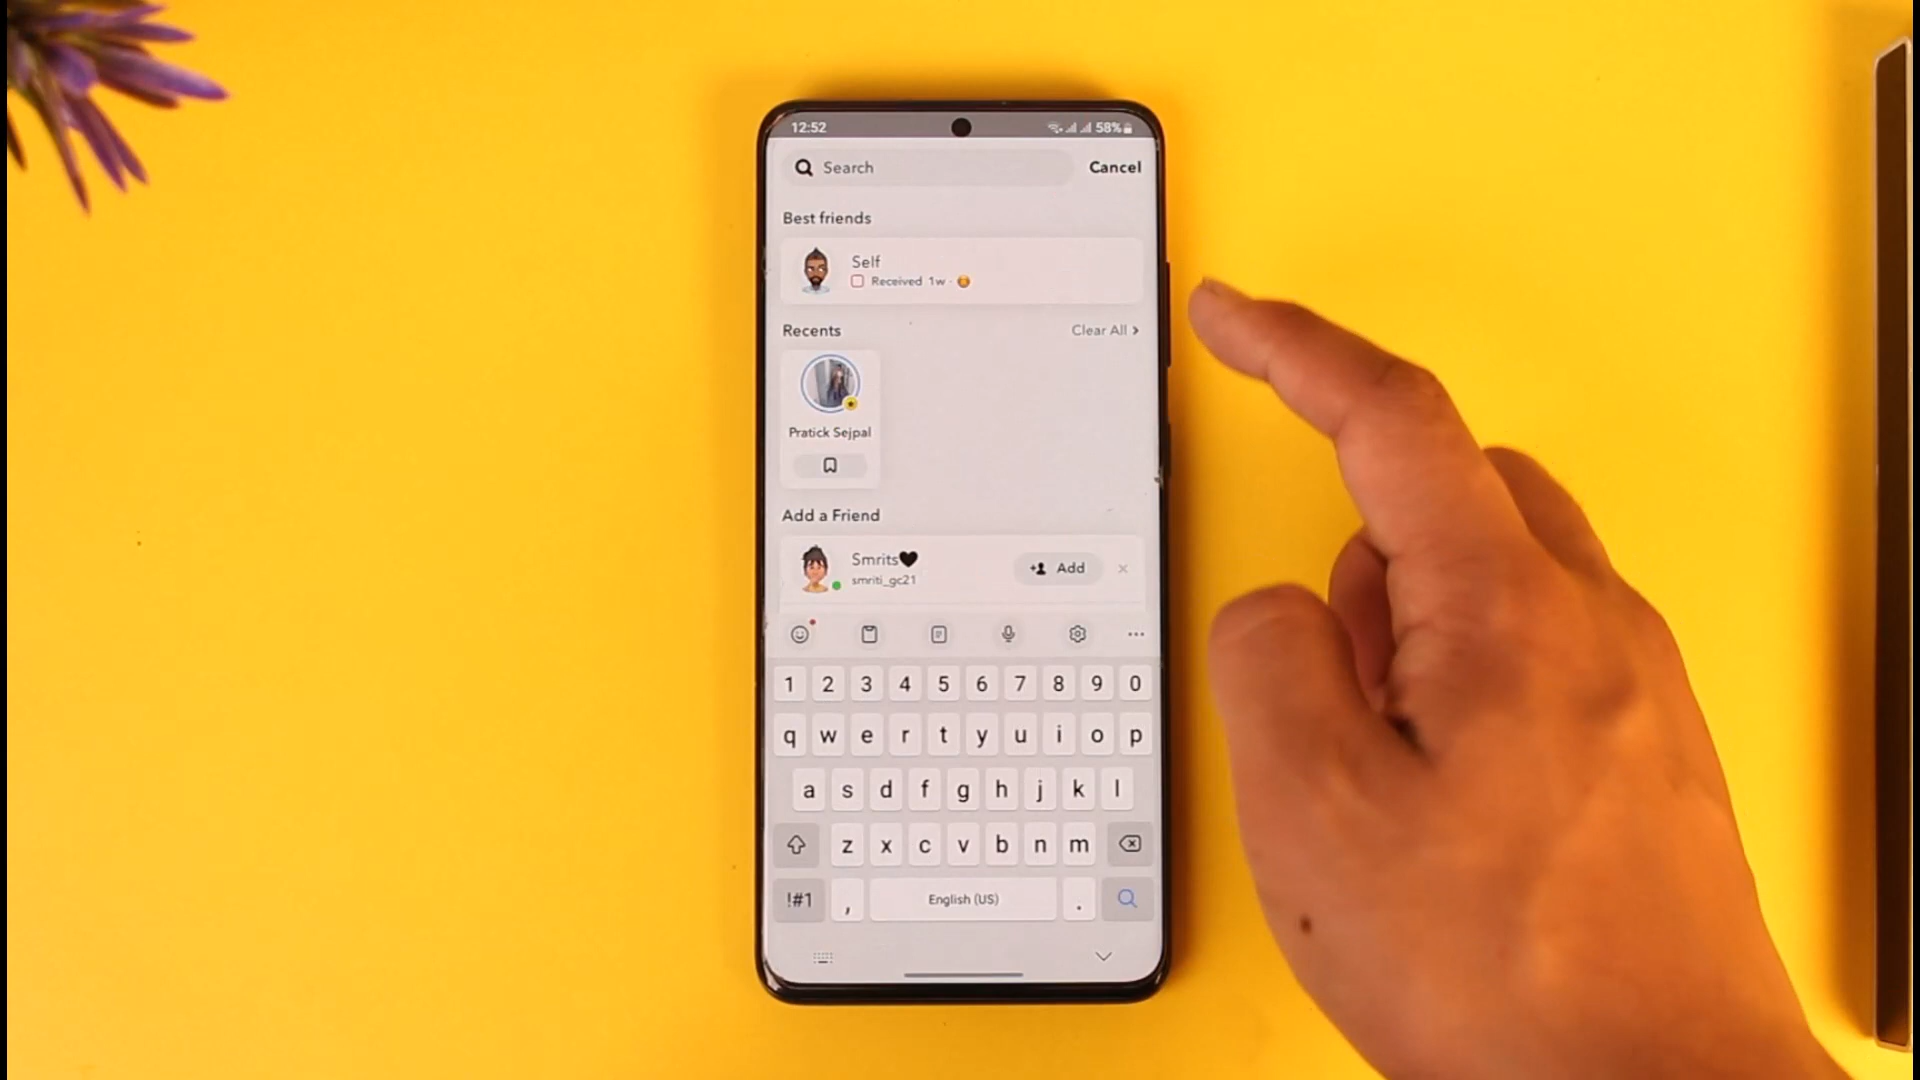 12:52
58%
Search
Cancel
Best friends
Self
Received 1w ·
Recents
Clear All >
Pratick Sejpal
Add a Friend
Smrits🖤
smriti_gc21
Add
1 2 3 4 5 6 7 8 9 0
q w e r t y u i o p
a s d f g h j k l
z x c v b n m
!#1 , English (US) .